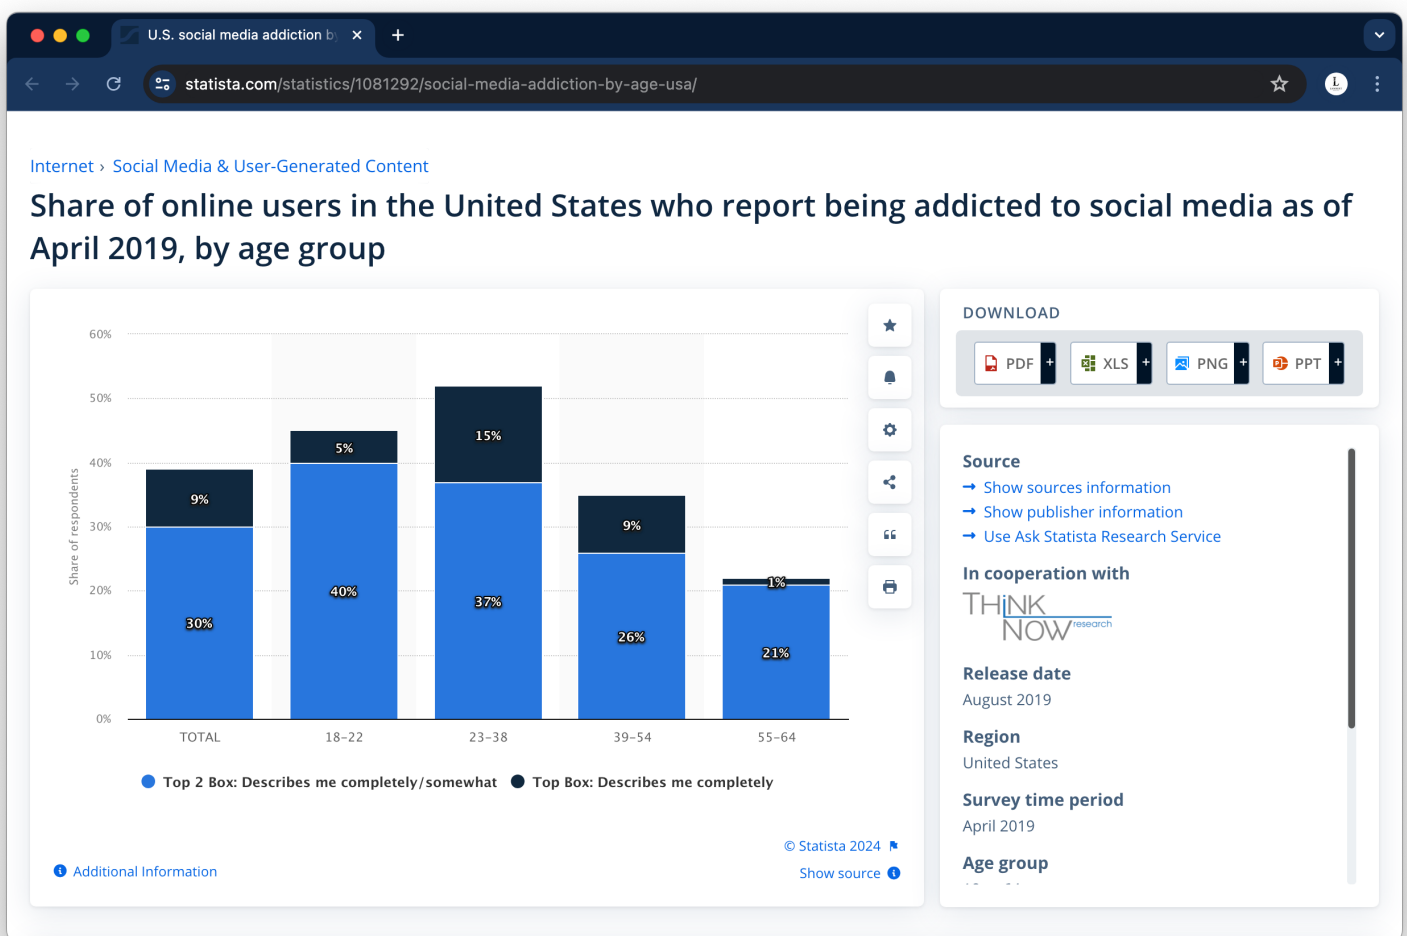 U.S. social media addiction by
statista.com/statistics/1081292/social-media-addiction-by-age-usa/
Internet › Social Media & User-Generated Content
Share of online users in the United States who report being addicted to social media as of
April 2019, by age group
60%
50%
40%
30%
20%
10%
0%
Share of respondents
9%
30%
5%
40%
15%
37%
9%
26%
1%
21%
TOTAL
18–22
23–38
39–54
55–64
Top 2 Box: Describes me completely/somewhat
Top Box: Describes me completely
© Statista 2024
Additional Information
Show source
DOWNLOAD
PDF +
XLS +
PNG +
PPT +
Source
Show sources information
Show publisher information
Use Ask Statista Research Service
In cooperation with
THiNK
NOW research
Release date
August 2019
Region
United States
Survey time period
April 2019
Age group